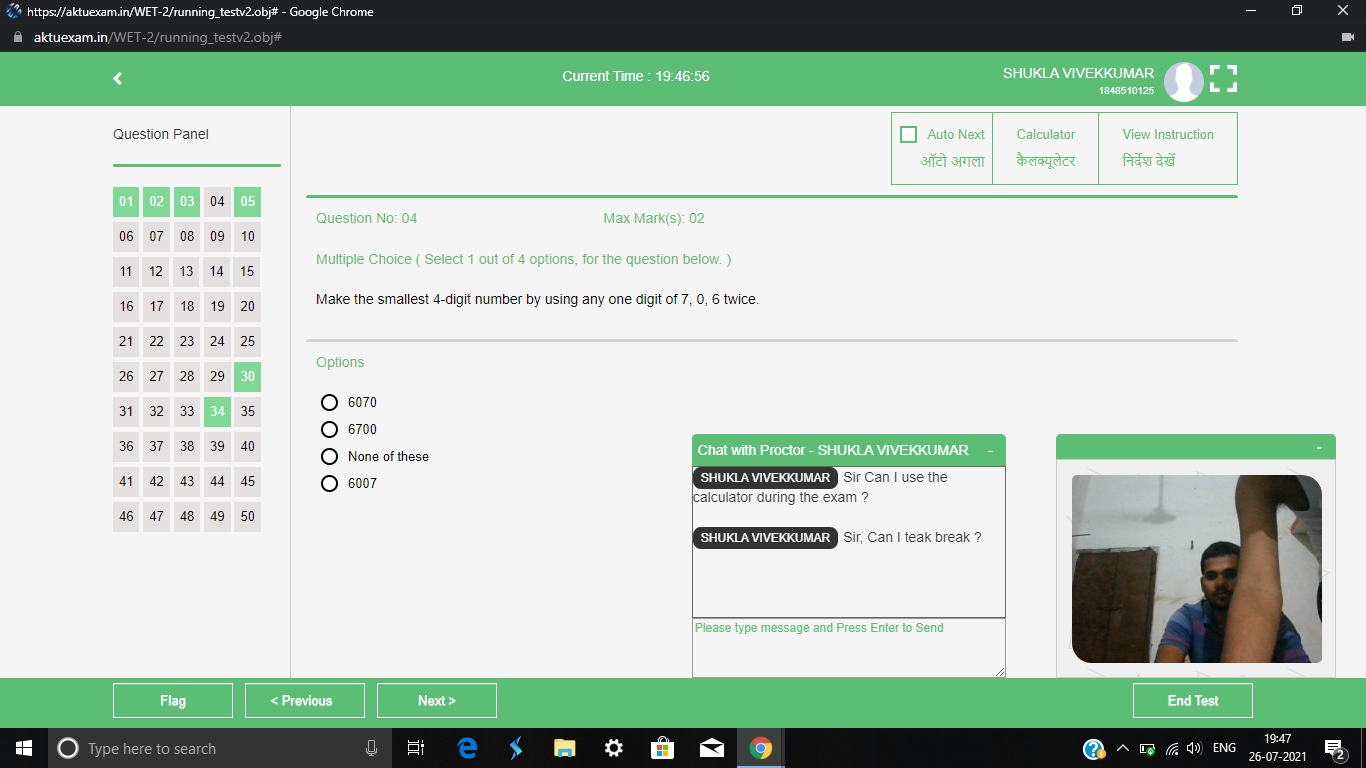 https://aktuexam.in/WET-2/running_testv2.obj# - Google Chrome
aktuexam.in/WET-2/running_testv2.obj#
Current Time : 19:46:56
SHUKLA VIVEKKUMAR
1848510125
Question Panel
Auto Next
ऑटो अगला
Calculator
कैलक्यूलेटर
View Instruction
निर्देश देखें
01 02 03 04 05
06 07 08 09 10
11 12 13 14 15
16 17 18 19 20
21 22 23 24 25
26 27 28 29 30
31 32 33 34 35
36 37 38 39 40
41 42 43 44 45
46 47 48 49 50
Question No: 04 Max Mark(s): 02
Multiple Choice ( Select 1 out of 4 options, for the question below. )
Make the smallest 4-digit number by using any one digit of 7, 0, 6 twice.
Options
6070
6700
None of these
6007
Chat with Proctor - SHUKLA VIVEKKUMAR -
SHUKLA VIVEKKUMAR Sir Can I use the
calculator during the exam ?
SHUKLA VIVEKKUMAR Sir, Can I teak break ?
Please type message and Press Enter to Send
-
Flag
< Previous
Next >
End Test
Type here to search
ENG
19:47
26-07-2021
2